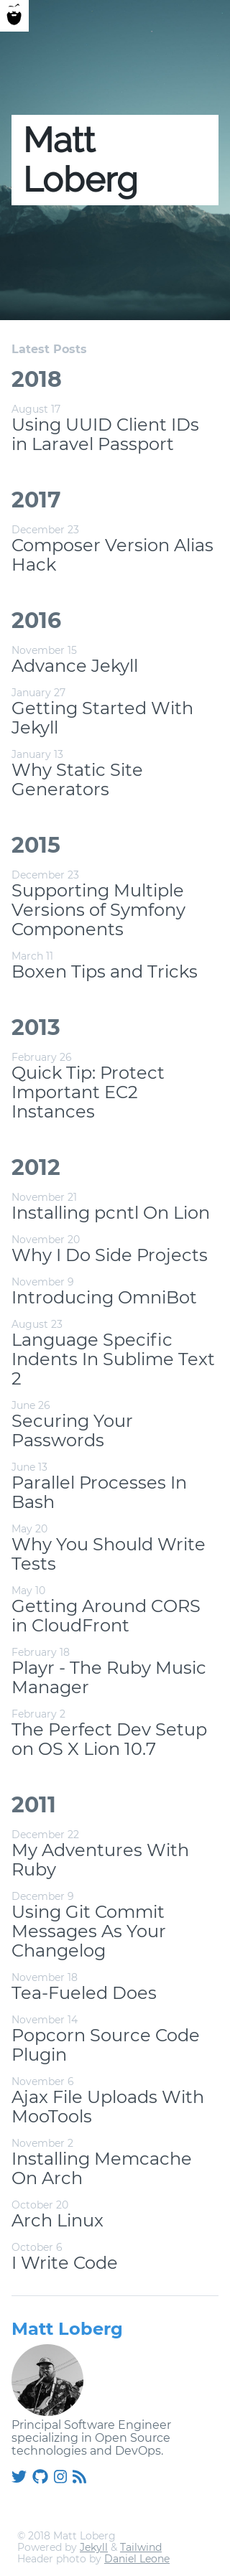 Matt
Loberg
Latest Posts
2018
August 17
Using UUID Client IDs
in Laravel Passport
2017
December 23
Composer Version Alias
Hack
2016
November 15
Advance Jekyll
January 27
Getting Started With
Jekyll
January 13
Why Static Site
Generators
2015
December 23
Supporting Multiple
Versions of Symfony
Components
March 11
Boxen Tips and Tricks
2013
February 26
Quick Tip: Protect
Important EC2
Instances
2012
November 21
Installing pcntl On Lion
November 20
Why I Do Side Projects
November 9
Introducing OmniBot
August 23
Language Specific
Indents In Sublime Text
2
June 26
Securing Your
Passwords
June 13
Parallel Processes In
Bash
May 20
Why You Should Write
Tests
May 10
Getting Around CORS
in CloudFront
February 18
Playr - The Ruby Music
Manager
February 2
The Perfect Dev Setup
on OS X Lion 10.7
2011
December 22
My Adventures With
Ruby
December 9
Using Git Commit
Messages As Your
Changelog
November 18
Tea-Fueled Does
November 14
Popcorn Source Code
Plugin
November 6
Ajax File Uploads With
MooTools
November 2
Installing Memcache
On Arch
October 20
Arch Linux
October 6
I Write Code
Matt Loberg
Principal Software Engineer
specializing in Open Source
technologies and DevOps.
© 2018 Matt Loberg
Powered by Jekyll & Tailwind
Header photo by Daniel Leone